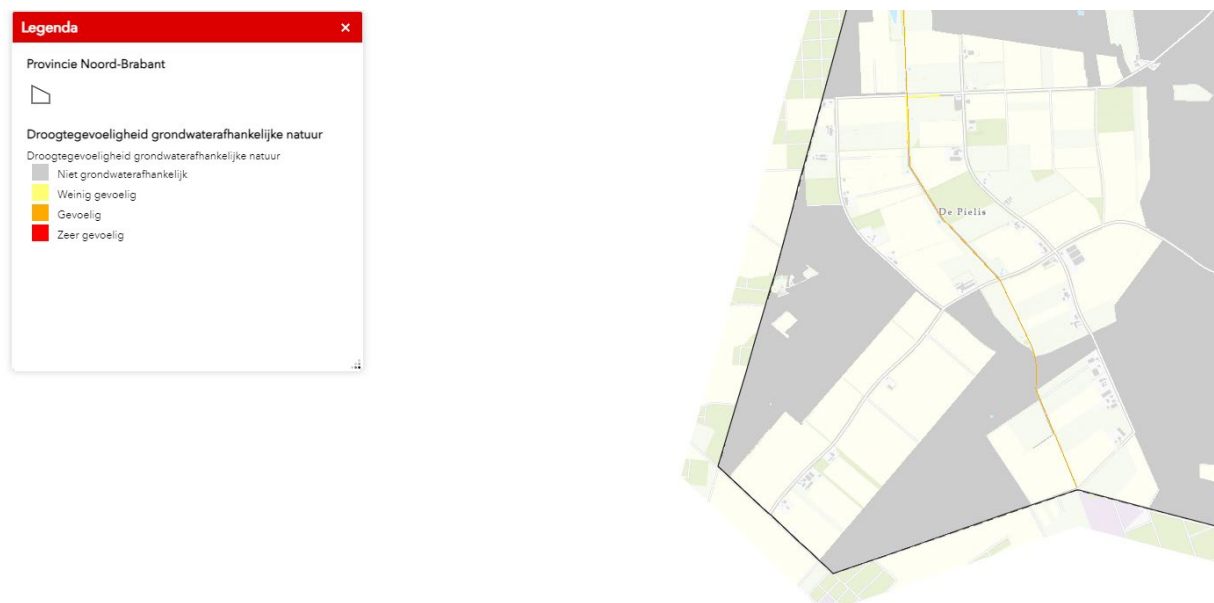 Legenda
Provincie Noord-Brabant
Droogtegevoeligheid grondwaterafhankelijke natuur
Droogtegevoeligheid grondwaterafhankelijke natuur
Niet grondwaterafhankelijk
Weinig gevoelig
Gevoelig
Zeer gevoelig
De Pielis